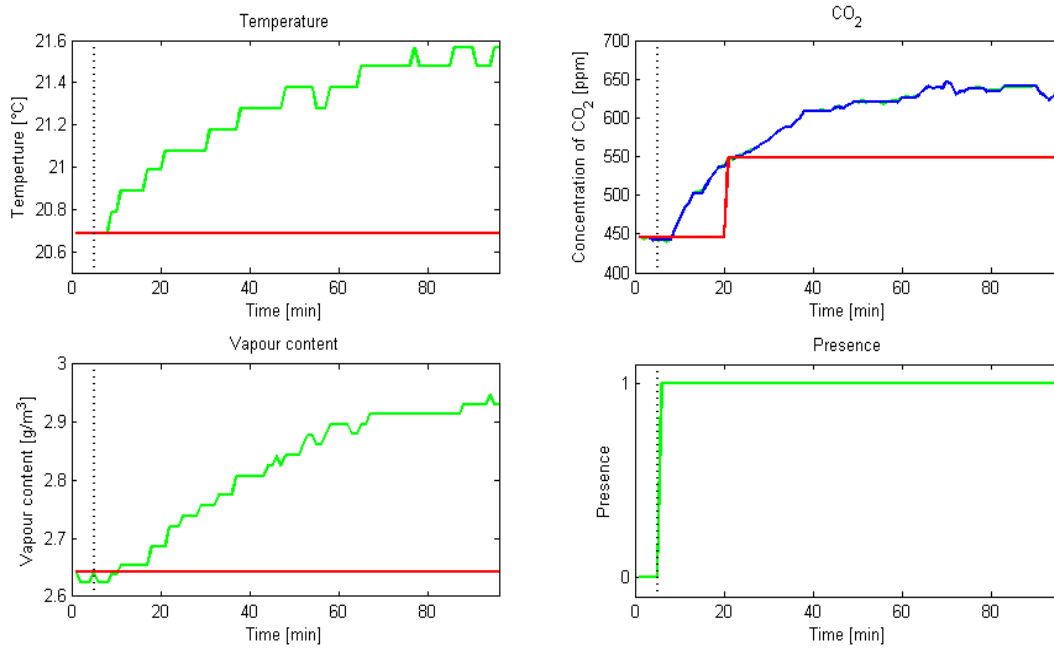 Temperature
Temperture [°C]
21.6
21.4
21.2
21
20.8
20.6
0 20 40 60 80
Time [min]
CO2
Concentration of CO2 [ppm]
700
650
600
550
500
450
400
0 20 40 60 80
Time [min]
Vapour content
Vapour content [g/m³]
3
2.9
2.8
2.7
2.6
0 20 40 60 80
Time [min]
Presence
Presence
1
0
0 20 40 60 80
Time [min]